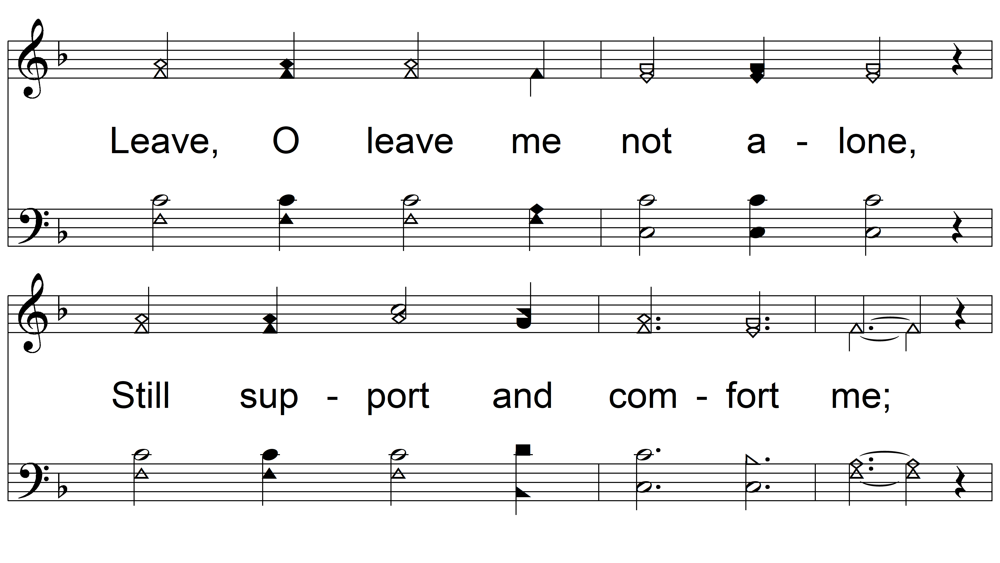 Leave, O leave me not a - lone,
Still sup - port and com - fort me;